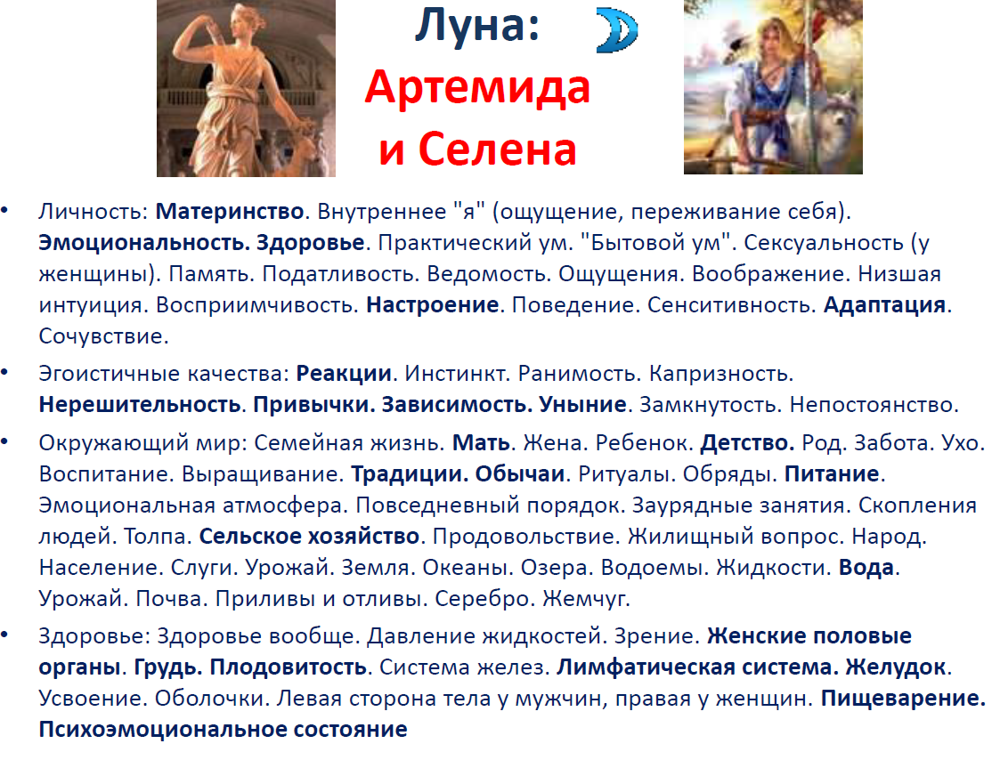 Луна:
Артемида
и Селена
• Личность: Материнство. Внутреннее "я" (ощущение, переживание себя).
Эмоциональность. Здоровье. Практический ум. "Бытовой ум". Сексуальность (у
женщины). Память. Податливость. Ведомость. Ощущения. Воображение. Низшая
интуиция. Восприимчивость. Настроение. Поведение. Сенситивность. Адаптация.
Сочувствие.
• Эгоистичные качества: Реакции. Инстинкт. Ранимость. Капризность.
Нерешительность. Привычки. Зависимость. Уныние. Замкнутость. Непостоянство.
• Окружающий мир: Семейная жизнь. Мать. Жена. Ребенок. Детство. Род. Забота. Ухо.
Воспитание. Выращивание. Традиции. Обычаи. Ритуалы. Обряды. Питание.
Эмоциональная атмосфера. Повседневный порядок. Заурядные занятия. Скопления
людей. Толпа. Сельское хозяйство. Продовольствие. Жилищный вопрос. Народ.
Население. Слуги. Урожай. Земля. Океаны. Озера. Водоемы. Жидкости. Вода.
Урожай. Почва. Приливы и отливы. Серебро. Жемчуг.
• Здоровье: Здоровье вообще. Давление жидкостей. Зрение. Женские половые
органы. Грудь. Плодовитость. Система желез. Лимфатическая система. Желудок.
Усвоение. Оболочки. Левая сторона тела у мужчин, правая у женщин. Пищеварение.
Психоэмоциональное состояние